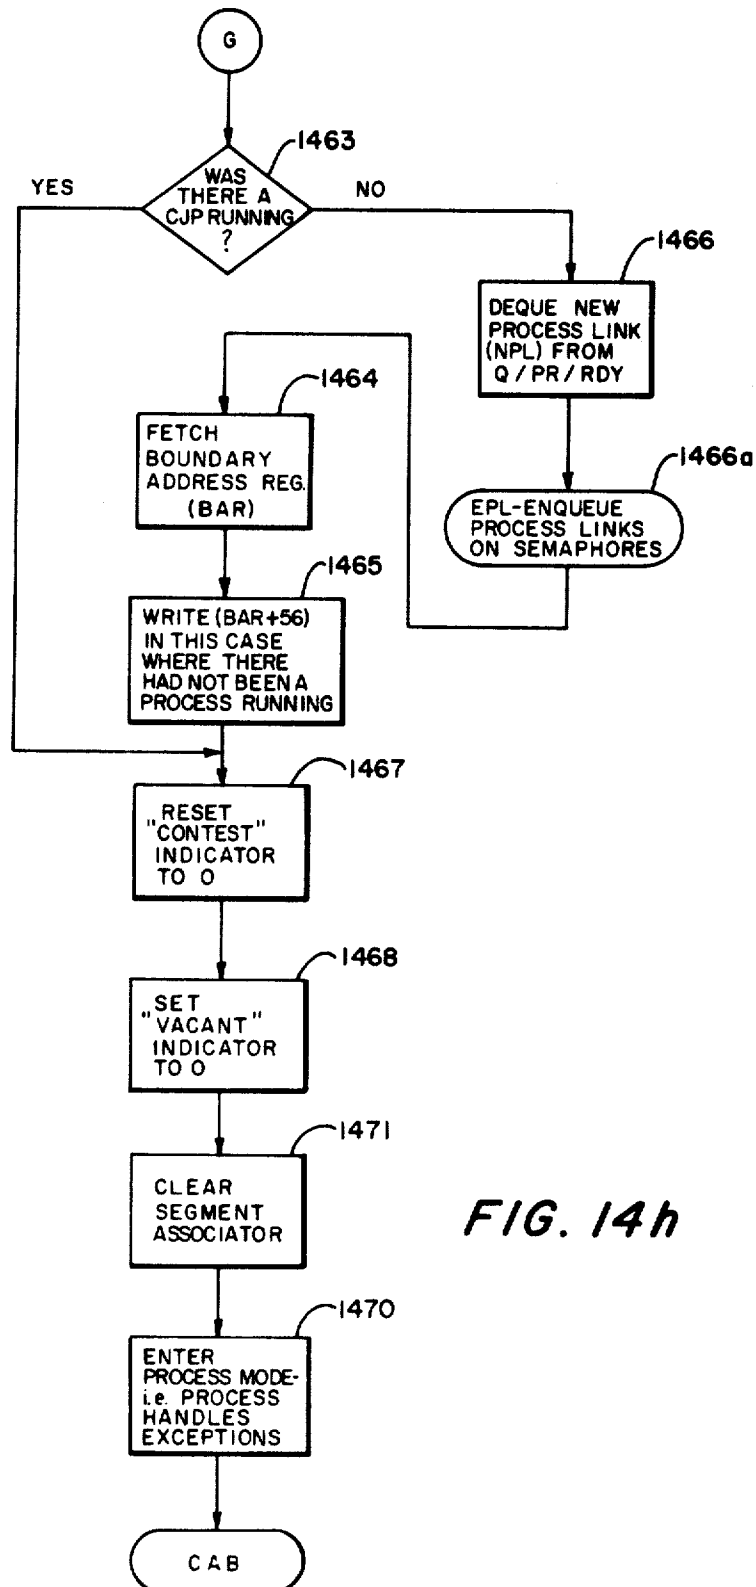 G
1463
WAS
THERE A
CJP RUNNING
?
YES
NO
1466
DEQUE NEW
PROCESS LINK
(NPL) FROM
Q / PR / RDY
1466a
EPL-ENQUEUE
PROCESS LINKS
ON SEMAPHORES
1464
FETCH
BOUNDARY
ADDRESS REG.
(BAR)
1465
WRITE (BAR+56)
IN THIS CASE
WHERE THERE
HAD NOT BEEN A
PROCESS RUNNING
1467
RESET
"CONTEST"
INDICATOR
TO 0
1468
SET
"VACANT"
INDICATOR
TO 0
1471
CLEAR
SEGMENT
ASSOCIATOR
FIG. 14h
1470
ENTER
PROCESS MODE-
i.e. PROCESS
HANDLES
EXCEPTIONS
CAB